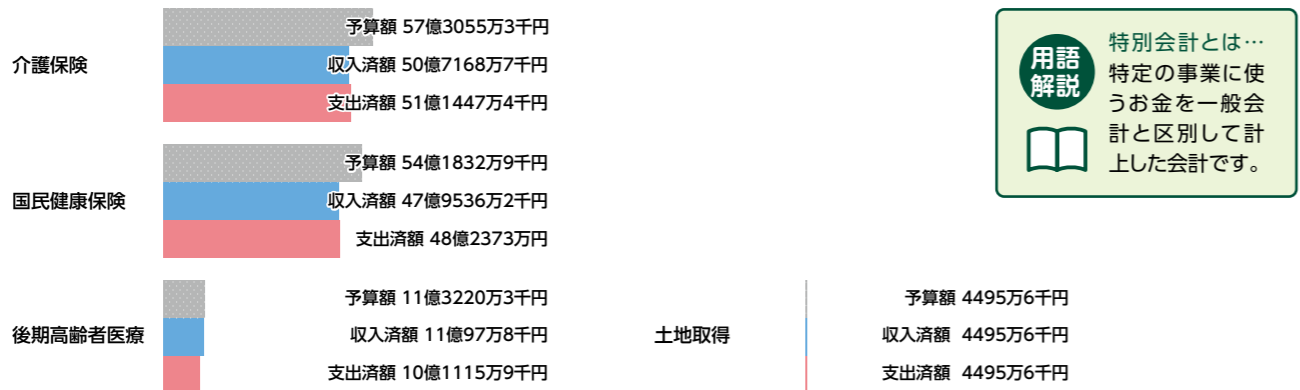 介護保険
予算額 57億3055万3千円
収入済額 50億7168万7千円
支出済額 51億1447万4千円
国民健康保険
予算額 54億1832万9千円
収入済額 47億9536万2千円
支出済額 48億2373万円
後期高齢者医療
予算額 11億3220万3千円
収入済額 11億97万8千円
支出済額 10億1115万9千円
土地取得
予算額 4495万6千円
収入済額 4495万6千円
支出済額 4495万6千円
用語
解説
特別会計とは…
特定の事業に使
うお金を一般会
計と区別して計
上した会計です。